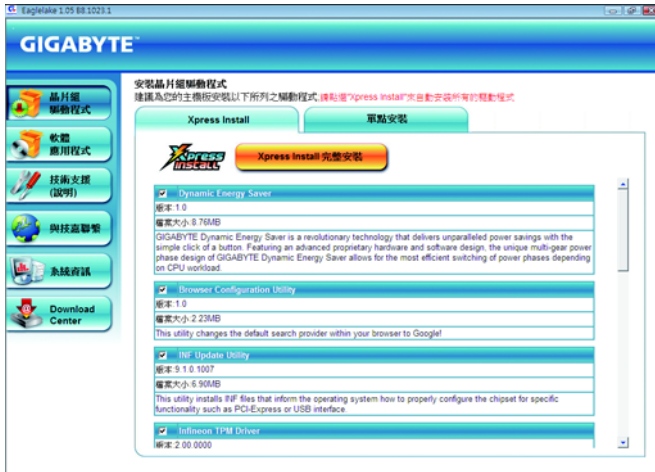 Eaglelake 1.05 B8.1023.1
GIGABYTE™
晶片組
驅動程式
軟體
應用程式
技術支援
(說明)
與技嘉聯繫
系統資訊
Download
Center
安裝晶片組驅動程式
建議為您的主機板安裝以下所列之驅動程式,請點選"Xpress Install"來自動安裝所有的驅動程式
Xpress Install
單點安裝
Xpress
INSTALL
Xpress Install 完整安裝
Dynamic Energy Saver
版本:1.0
檔案大小:8.76MB
GIGABYTE Dynamic Energy Saver is a revolutionary technology that delivers unparalleled power savings with the
simple click of a button. Featuring an advanced proprietary hardware and software design, the unique multi-gear power
phase design of GIGABYTE Dynamic Energy Saver allows for the most efficient switching of power phases depending
on CPU workload.
Browser Configuration Utility
版本:1.0
檔案大小:2.23MB
This utility changes the default search provider within your browser to Google!
INF Update Utility
版本:9.1.0.1007
檔案大小:6.90MB
This utility installs INF files that inform the operating system how to properly configure the chipset for specific
functionality such as PCI-Express or USB interface.
Infineon TPM Driver
版本:2.00.0000